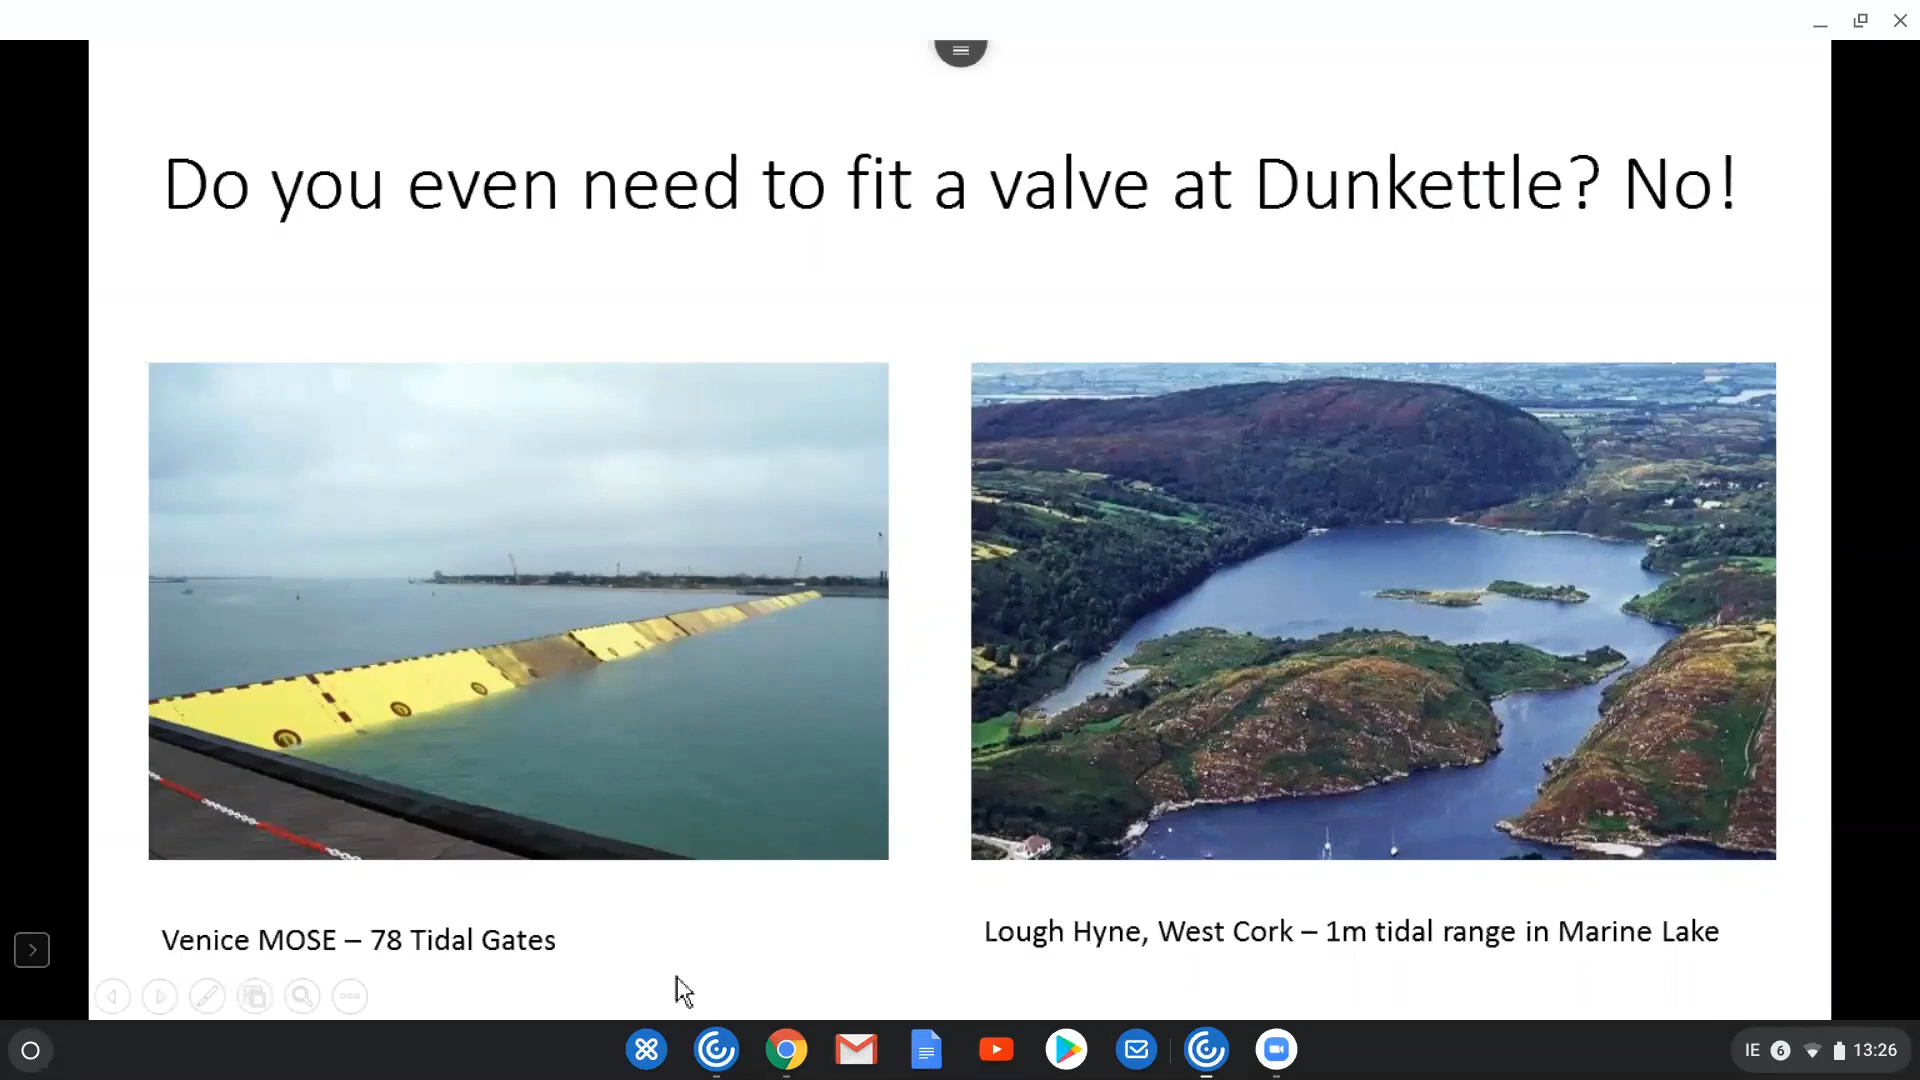 Do you even need to fit a valve at Dunkettle? No!
Venice MOSE – 78 Tidal Gates
Lough Hyne, West Cork – 1m tidal range in Marine Lake
IE 6 13:26